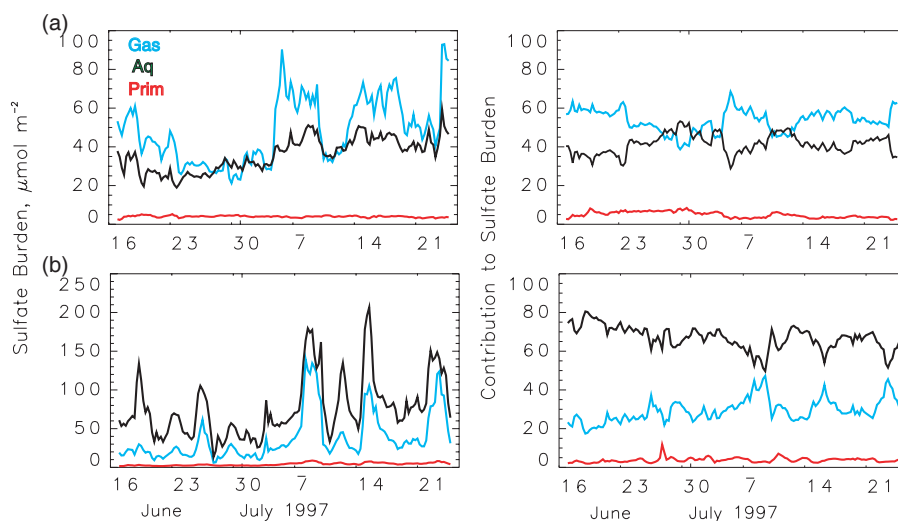 (a)
100
80
60
40
20
0
Gas
Aq
Prim
16 23 30 7 14 21
100
80
60
40
20
0
16 23 30 7 14 21
Sulfate Burden, μmol m⁻²
Contribution to Sulfate Burden
(b)
250
200
150
100
50
0
16 23 30 7 14 21
June July 1997
100
80
60
40
20
0
16 23 30 7 14 21
June July 1997